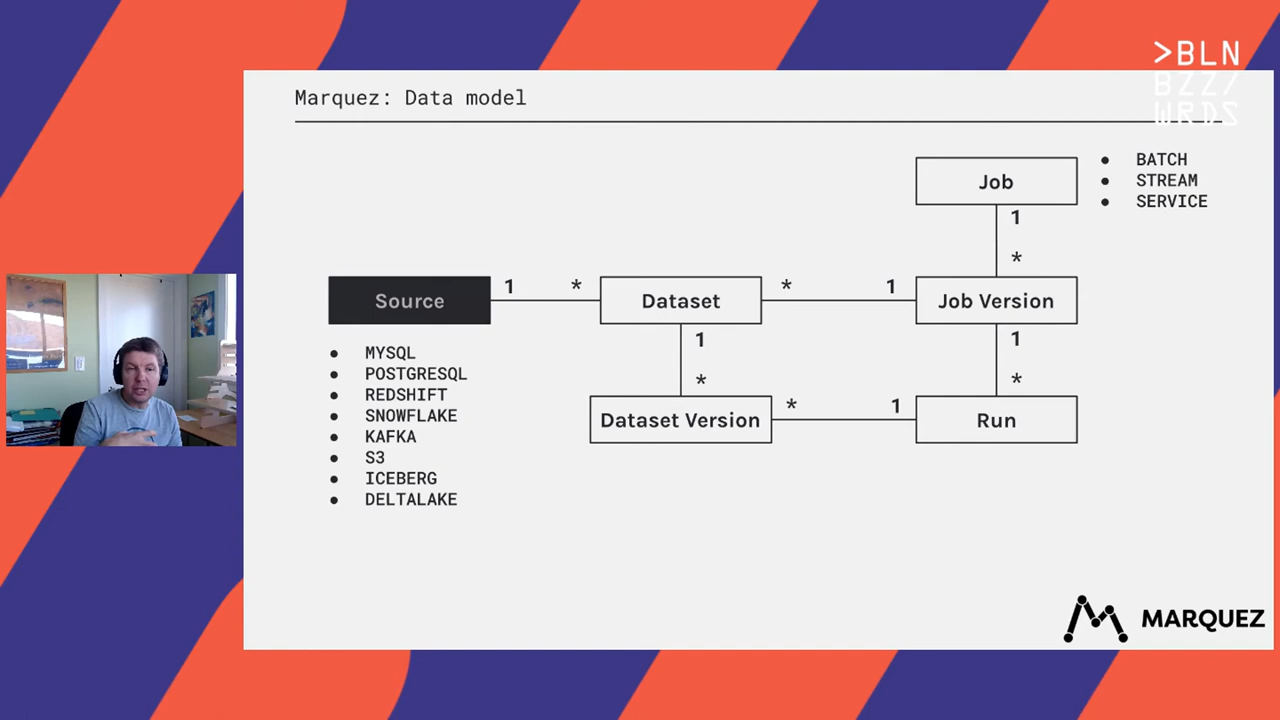 >BLN
BZZ/
WRDS
Marquez: Data model
Job
● BATCH
● STREAM
● SERVICE
1
*
Source
1
*
Dataset
*
1
Job Version
● MYSQL
● POSTGRESQL
● REDSHIFT
● SNOWFLAKE
● KAFKA
● S3
● ICEBERG
● DELTALAKE
1
*
1
*
Dataset Version
*
1
Run
MARQUEZ